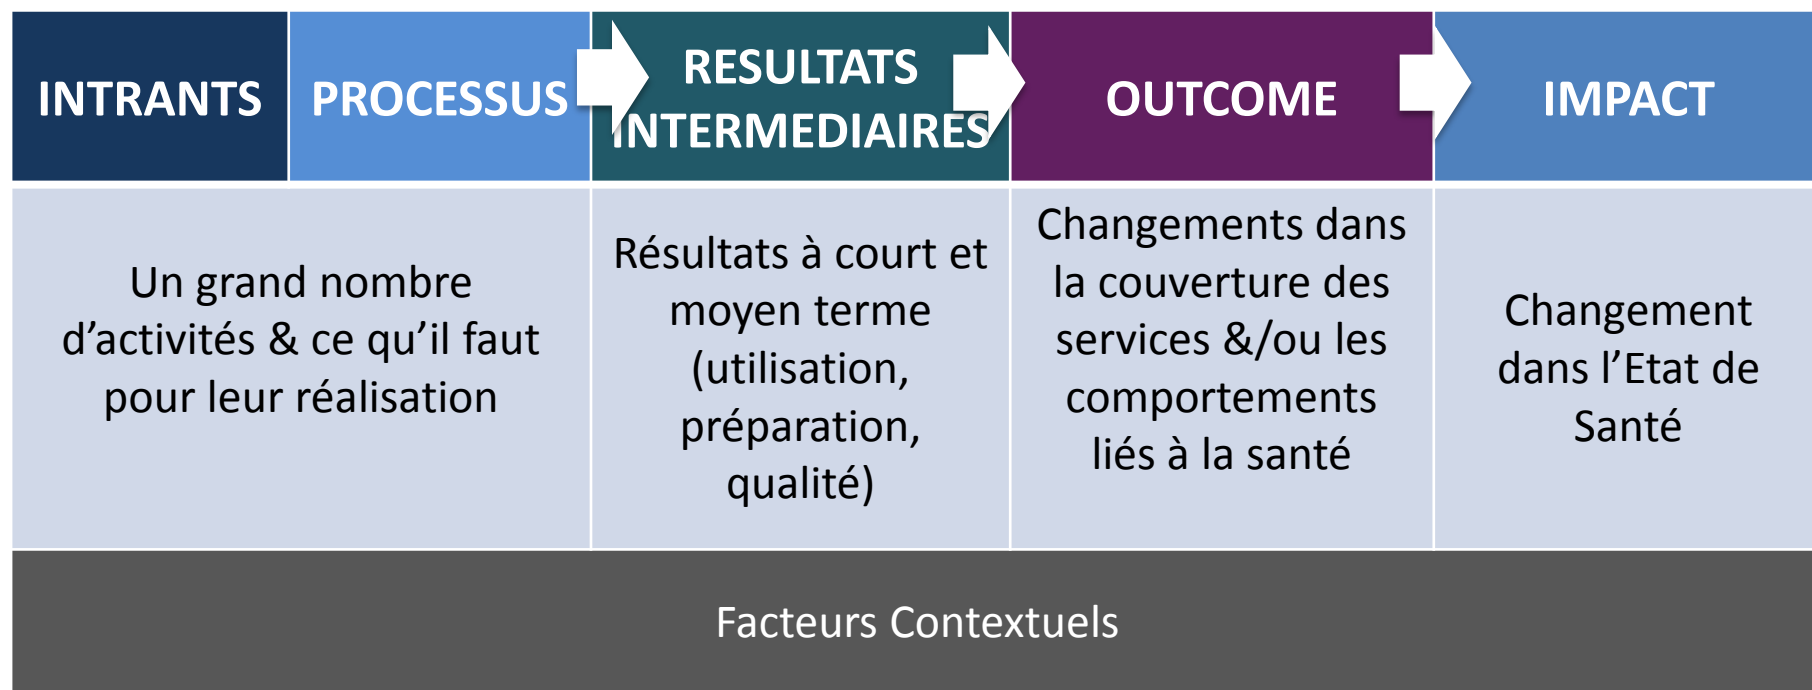 INTRANTS
PROCESSUS
RESULTATS
INTERMEDIAIRES
OUTCOME
IMPACT
Un grand nombre
d’activités & ce qu’il faut
pour leur réalisation
Résultats à court et
moyen terme
(utilisation,
préparation,
qualité)
Changements dans
la couverture des
services &/ou les
comportements
liés à la santé
Changement
dans l’Etat de
Santé
Facteurs Contextuels